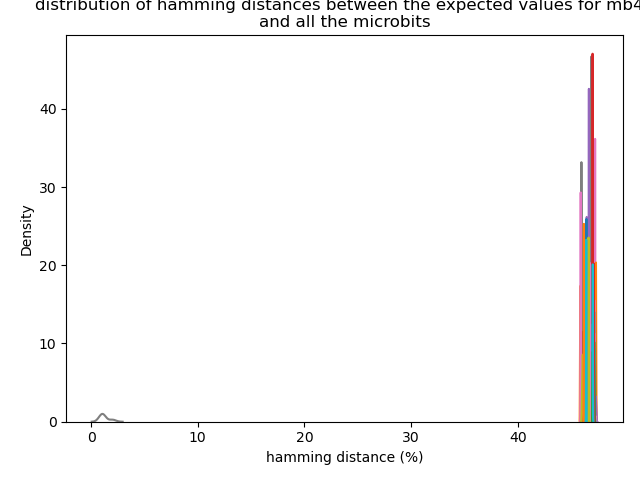 distribution of hamming distances between the expected values for mb4
and all the microbits
40
30
20
10
0
Density
0 10 20 30 40
hamming distance (%)